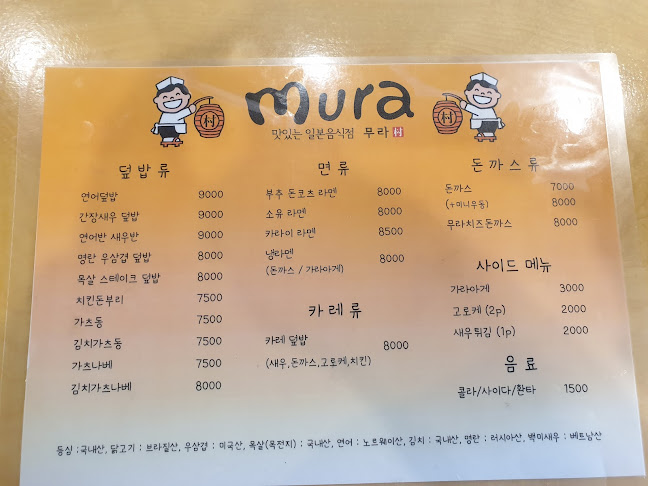 mura
맛있는 일본음식점 무라 村
村
村
덮밥류
연어덮밥 9000
간장새우 덮밥 9000
연어반 새우반 9000
명란 우삼겹 덮밥 8000
목살 스테이크 덮밥 8000
치킨돈부리 7500
가츠동 7500
김치가츠동 7500
가츠나베 7500
김치가츠나베 8000
면류
부추 돈코츠 라멘 8000
소유 라멘 8000
카라이 라멘 8500
냉라멘 8000
(돈까스 / 가라아게)
카레류
카레 덮밥 8000
(새우,돈까스,고로케,치킨)
돈까스류
돈까스 7000
(+미니우동) 8000
무라치즈돈까스 8000
사이드 메뉴
가라아게 3000
고로케 (2p) 2000
새우튀김 (1p) 2000
음료
콜라/사이다/환타 1500
등심 : 국내산, 닭고기 : 브라질산, 우삼겹 : 미국산, 목살(목전지) : 국내산, 연어 : 노르웨이산, 김치 : 국내산, 명란 : 러시아산, 백미새우 : 베트남산